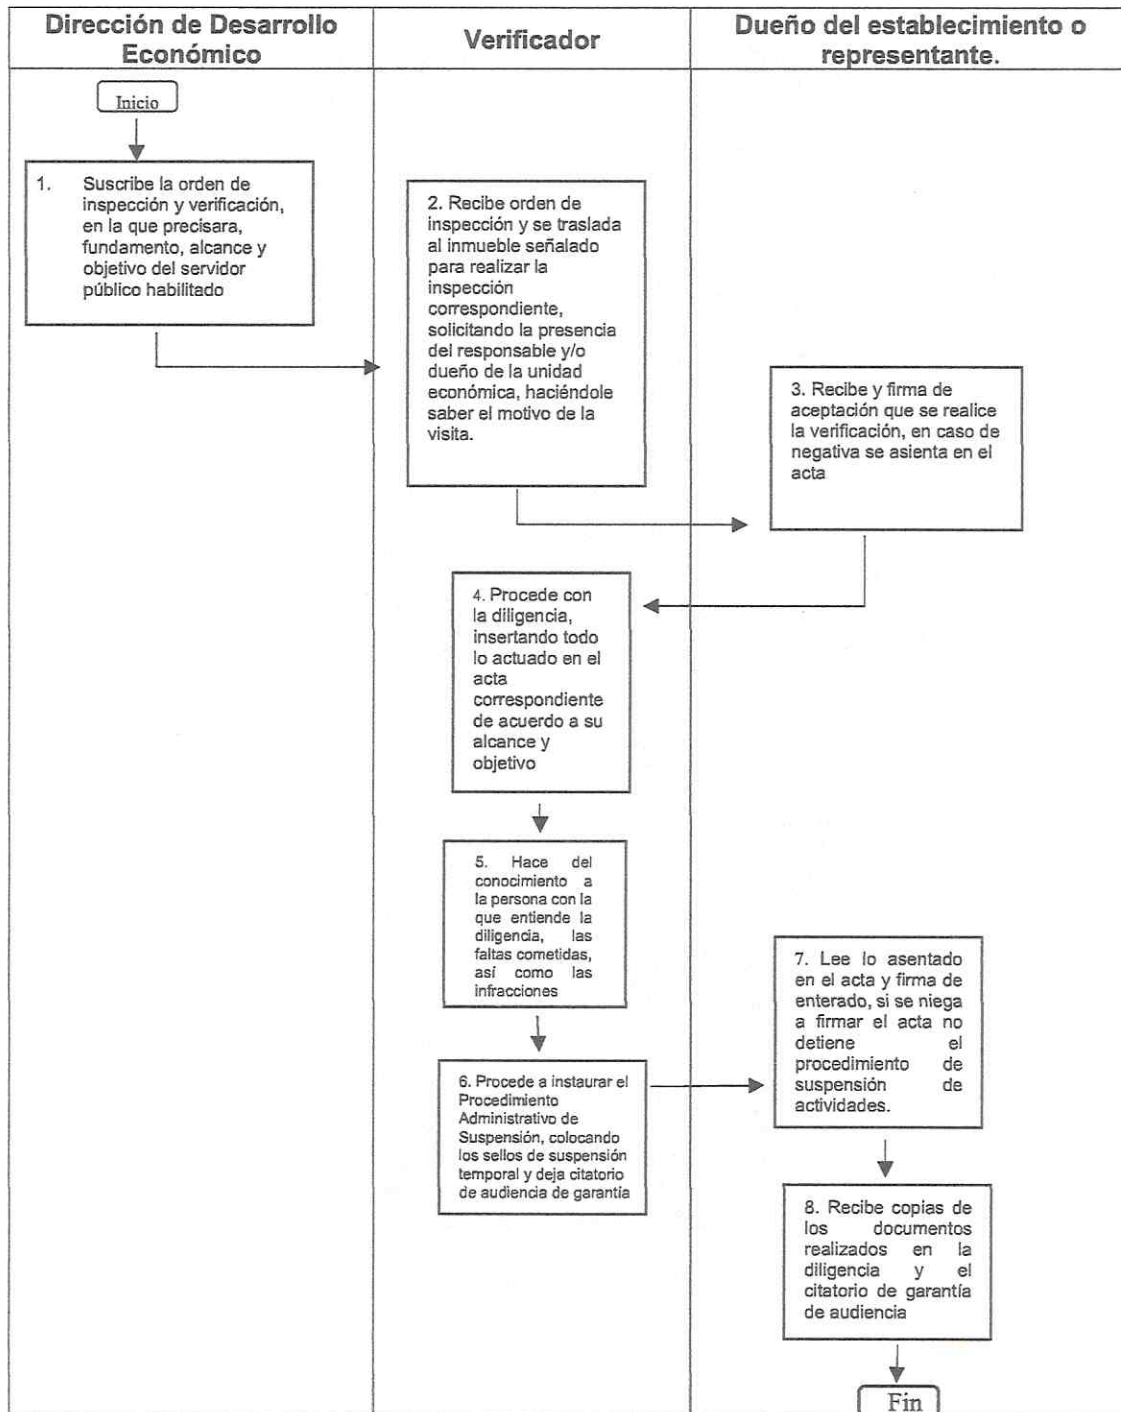 Dirección de Desarrollo
Económico
Verificador
Dueño del establecimiento o
representante.
Inicio
1. Suscribe la orden de
inspección y verificación,
en la que precisara,
fundamento, alcance y
objetivo del servidor
público habilitado
2. Recibe orden de
inspección y se traslada
al inmueble señalado
para realizar la
inspección
correspondiente,
solicitando la presencia
del responsable y/o
dueño de la unidad
económica, haciéndole
saber el motivo de la
visita.
3. Recibe y firma de
aceptación que se realice
la verificación, en caso de
negativa se asienta en el
acta
4. Procede con
la diligencia,
insertando todo
lo actuado en el
acta
correspondiente
de acuerdo a su
alcance y
objetivo
5. Hace del
conocimiento a
la persona con la
que entiende la
diligencia, las
faltas cometidas,
así como las
infracciones
6. Procede a instaurar el
Procedimiento
Administrativo de
Suspensión, colocando
los sellos de suspensión
temporal y deja citatorio
de audiencia de garantía
7. Lee lo asentado
en el acta y firma de
enterado, si se niega
a firmar el acta no
detiene el
procedimiento de
suspensión de
actividades.
8. Recibe copias de
los documentos
realizados en la
diligencia y el
citatorio de garantía
de audiencia
Fin